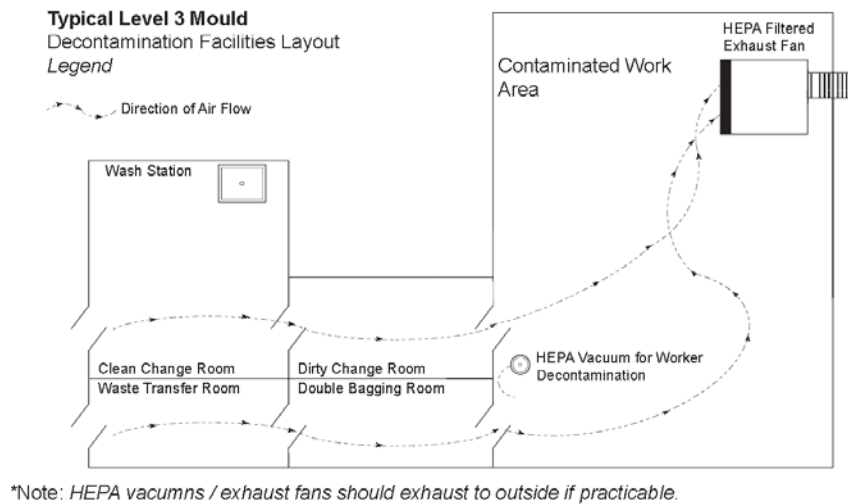 Typical Level 3 Mould
Decontamination Facilities Layout
Legend
Direction of Air Flow
HEPA Filtered
Exhaust Fan
Contaminated Work
Area
Wash Station
Clean Change Room
Dirty Change Room
Waste Transfer Room
Double Bagging Room
HEPA Vacuum for Worker
Decontamination
*Note: HEPA vacumns / exhaust fans should exhaust to outside if practicable.